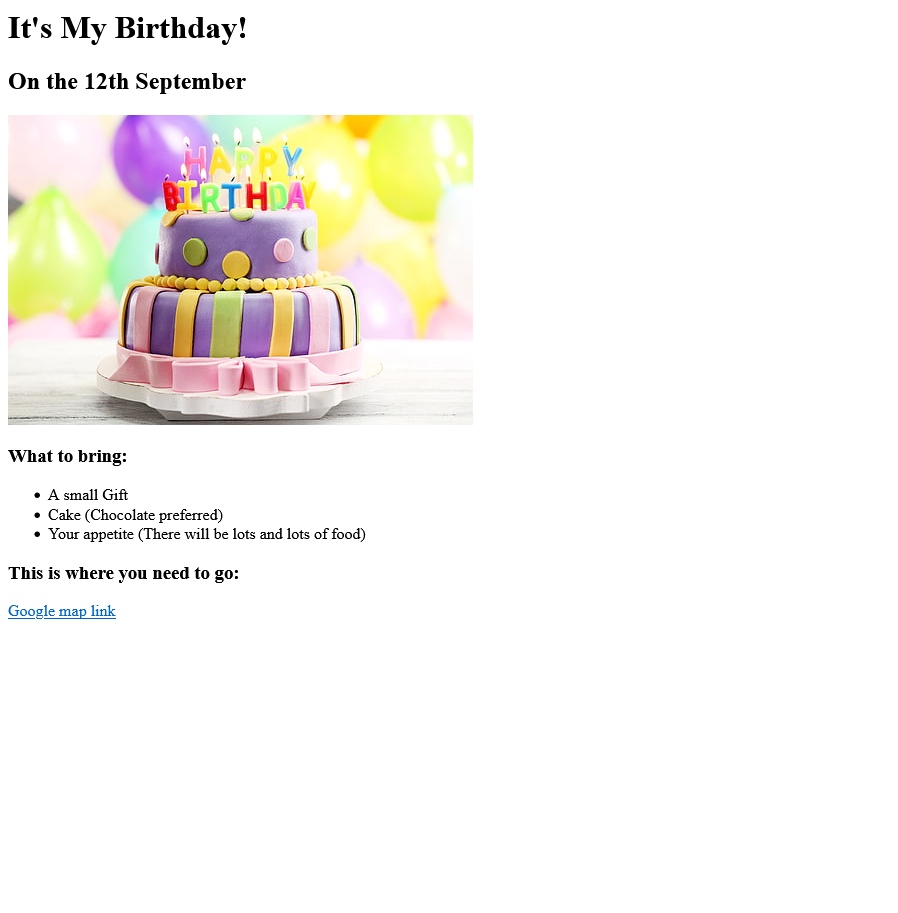 It's My Birthday!
On the 12th September
HAPPY
BIRTHDAY
What to bring:
A small Gift
Cake (Chocolate preferred)
Your appetite (There will be lots and lots of food)
This is where you need to go:
Google map link